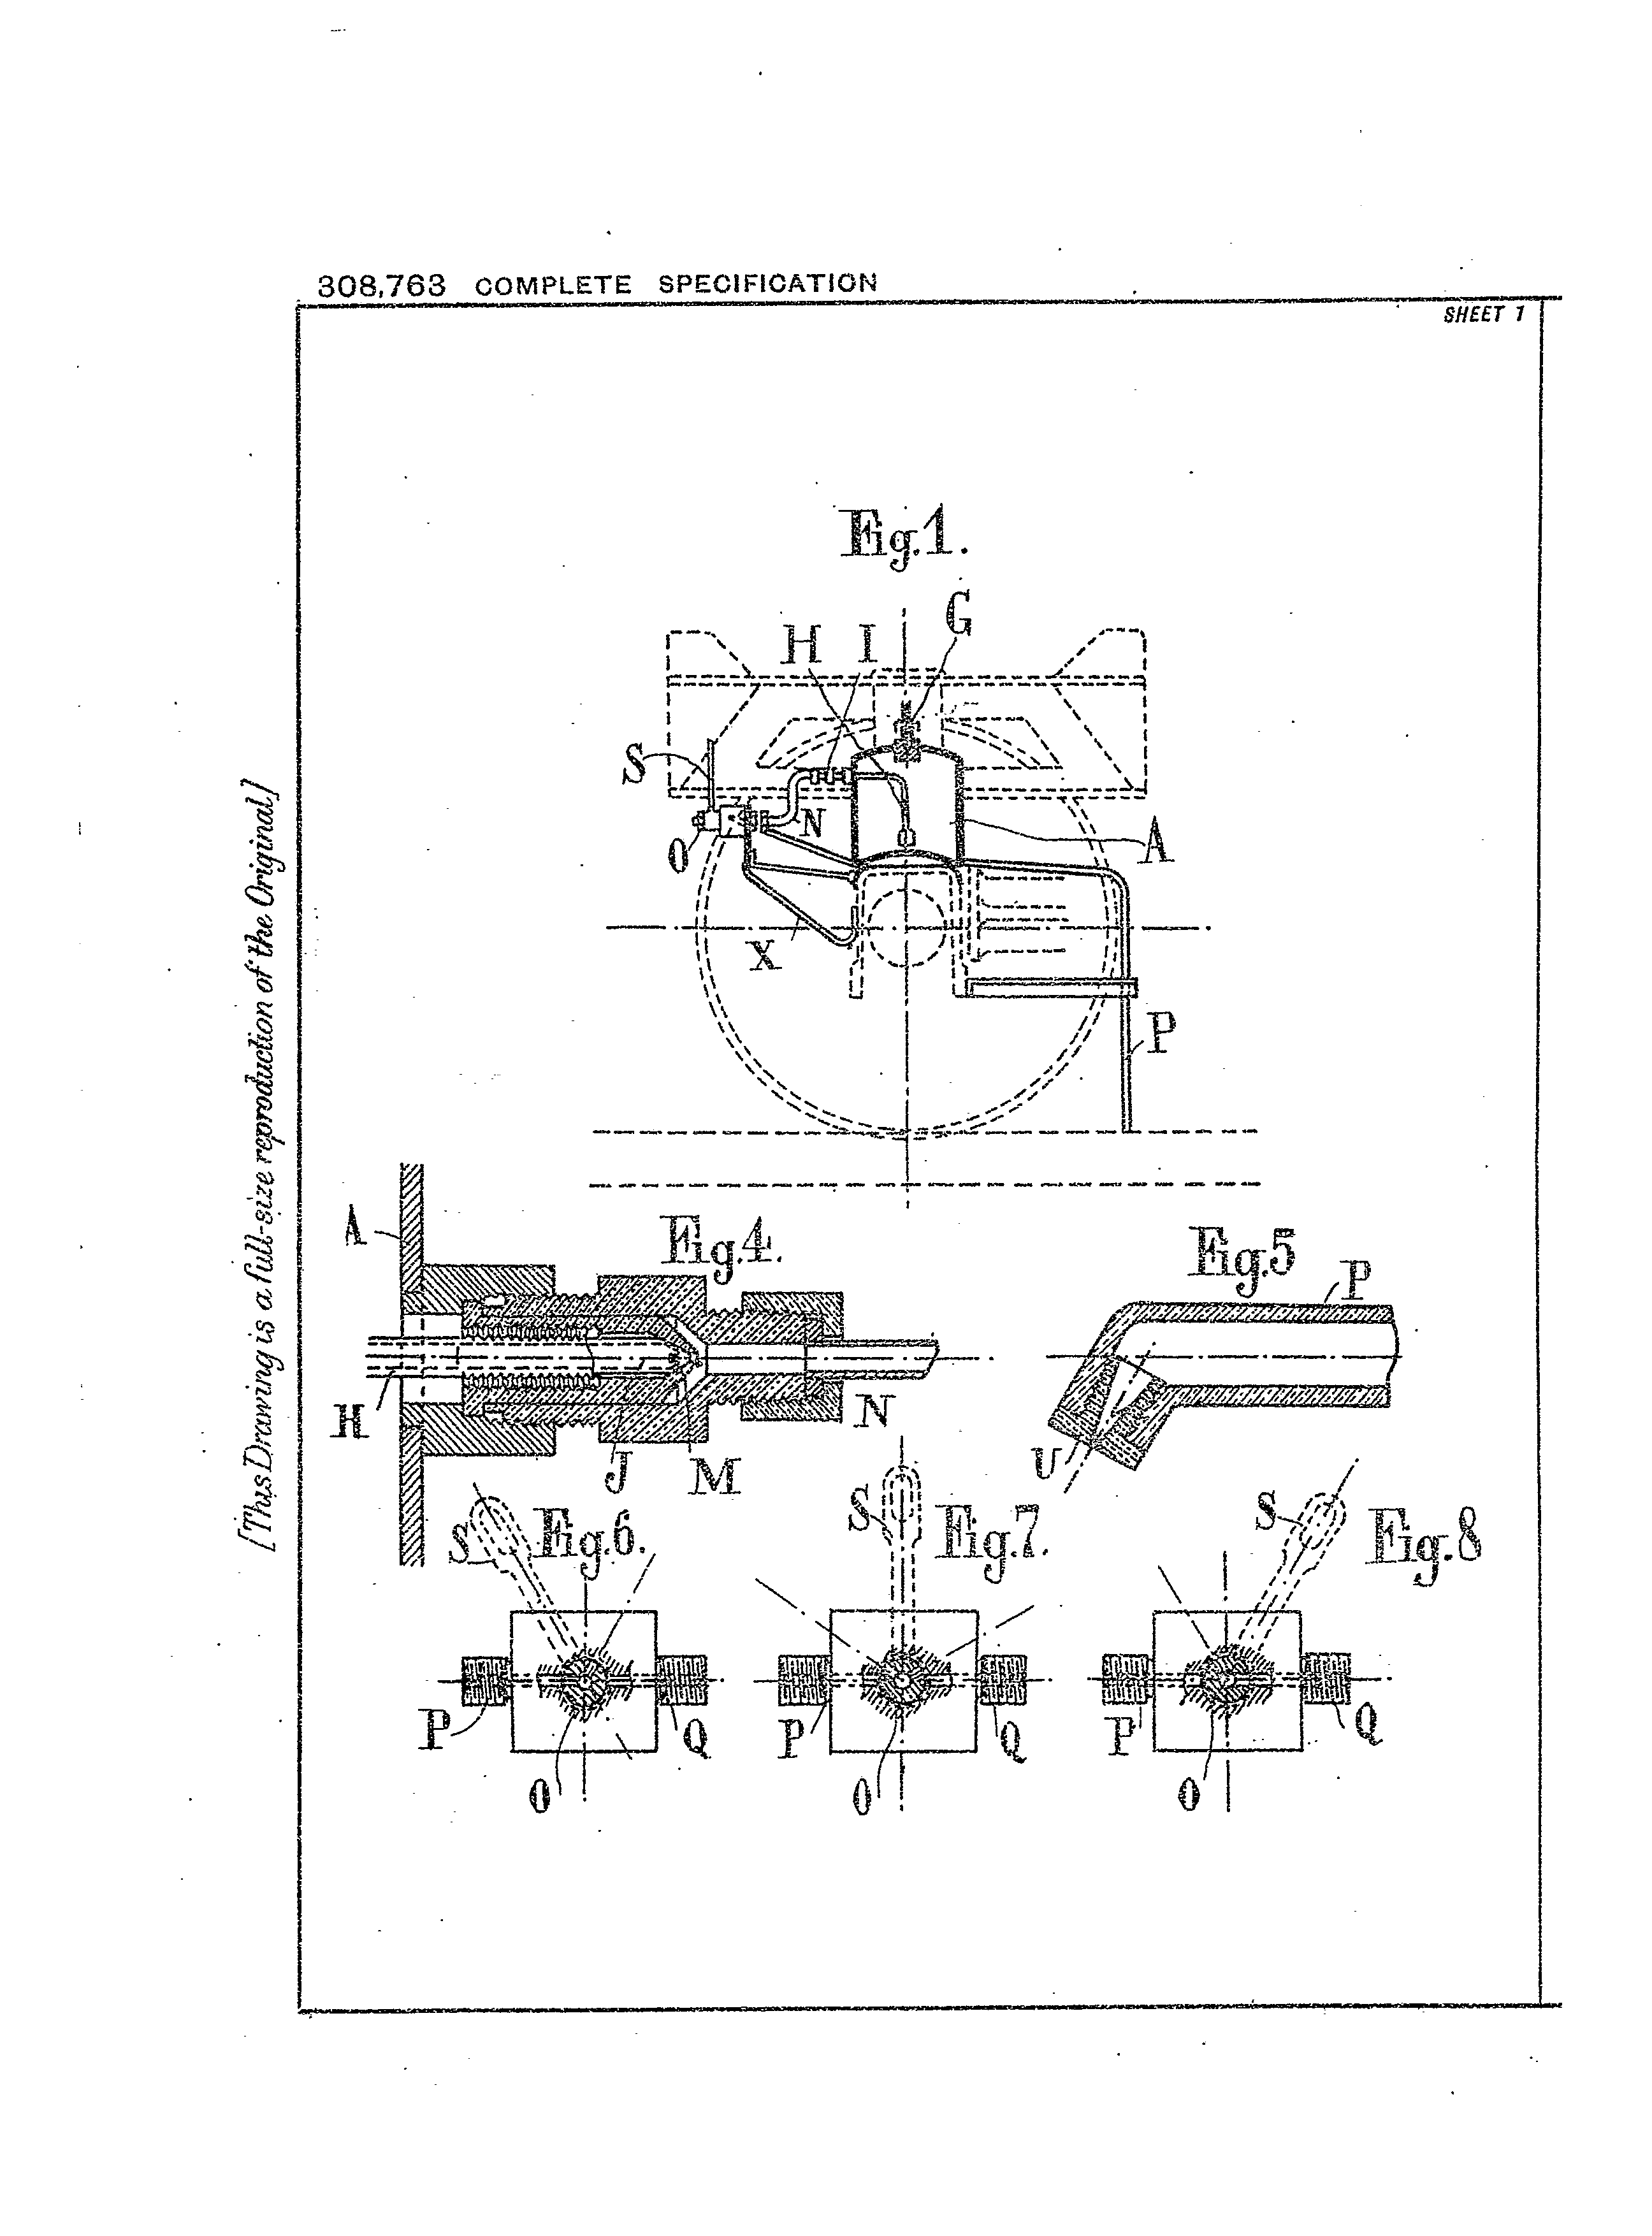 308,763 COMPLETE SPECIFICATION
SHEET 1
[This Drawing is a full-size reproduction of the Original]
Fig.1.
G
H I
S
N
O
A
X
P
Fig.4.
A
H
J
M
N
Fig.5
P
U
Fig.6.
S
P
Q
O
Fig.7.
S
P
Q
O
Fig.8
S
P
Q
O